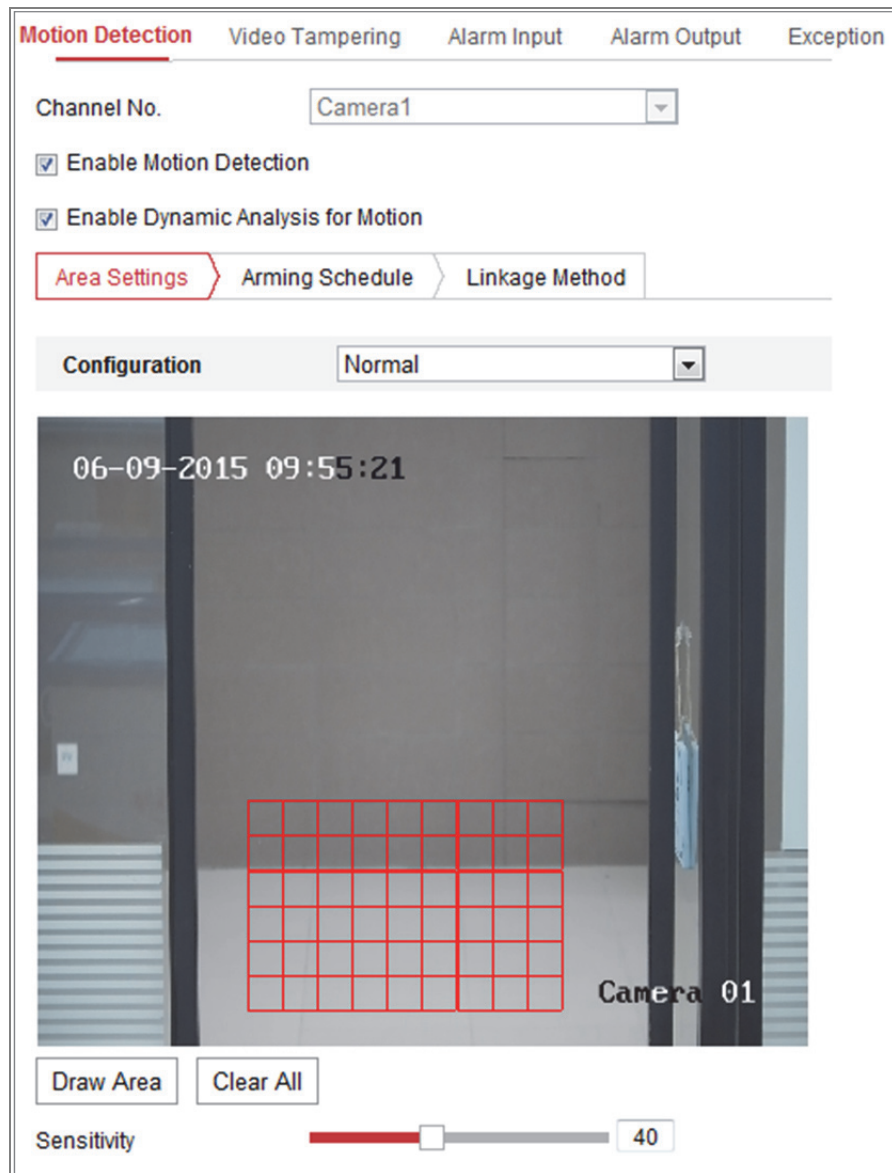 Motion Detection Video Tampering Alarm Input Alarm Output Exception
Channel No. Camera1
Enable Motion Detection
Enable Dynamic Analysis for Motion
Area Settings Arming Schedule Linkage Method
Configuration Normal
06-09-2015 09:55:21
Camera 01
Draw Area Clear All
Sensitivity 40